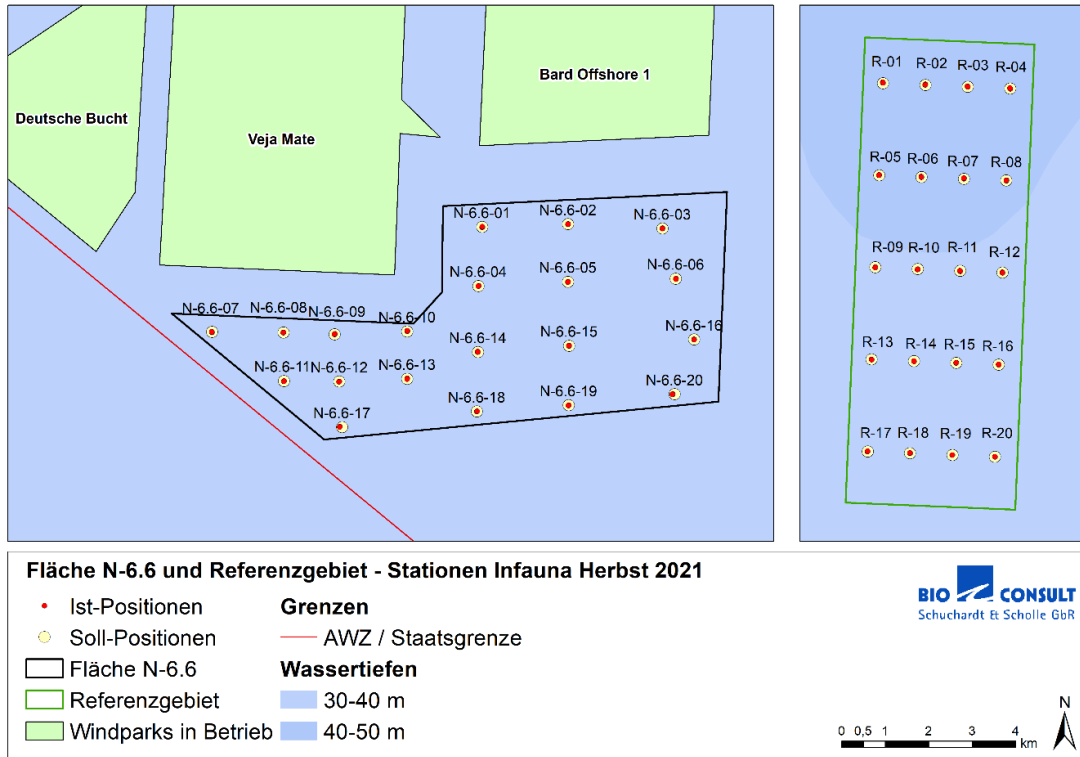 Deutsche Bucht
Veja Mate
Bard Offshore 1
N-6.6-01
N-6.6-02
N-6.6-03
N-6.6-04
N-6.6-05
N-6.6-06
N-6.6-07
N-6.6-08
N-6.6-09
N-6.6-10
N-6.6-14
N-6.6-15
N-6.6-16
N-6.6-11
N-6.6-12
N-6.6-13
N-6.6-17
N-6.6-18
N-6.6-19
N-6.6-20
R-01 R-02 R-03 R-04
R-05 R-06 R-07 R-08
R-09 R-10 R-11 R-12
R-13 R-14 R-15 R-16
R-17 R-18 R-19 R-20
Fläche N-6.6 und Referenzgebiet - Stationen Infauna Herbst 2021
Ist-Positionen
Soll-Positionen
Fläche N-6.6
Referenzgebiet
Windparks in Betrieb
Grenzen
AWZ / Staatsgrenze
Wassertiefen
30-40 m
40-50 m
BIO CONSULT
Schuchardt & Scholle GbR
0 0,5 1 2 3 4
km
N